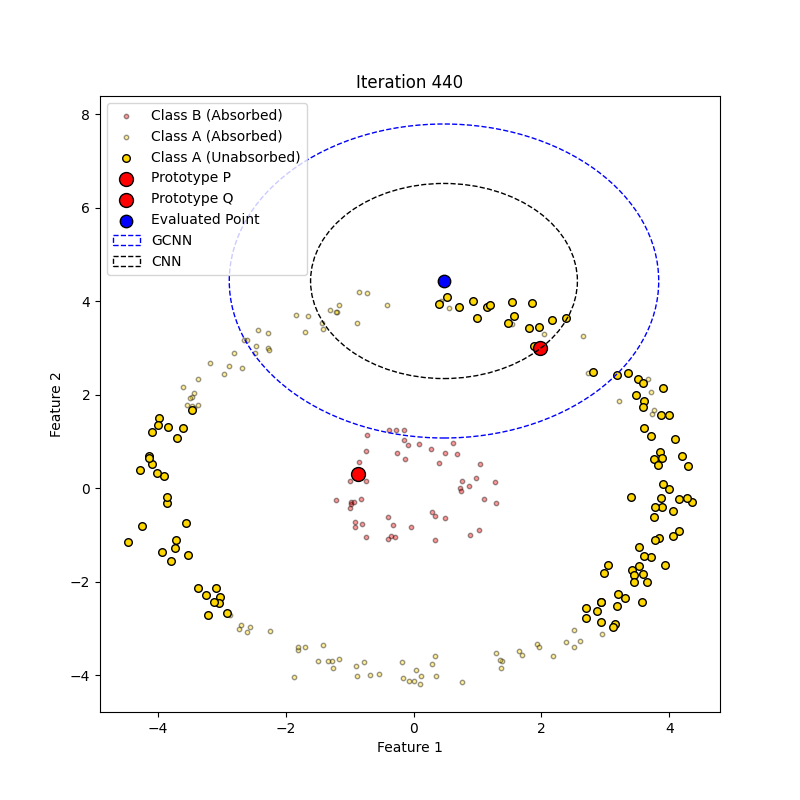 Iteration 440
Class B (Absorbed)
Class A (Absorbed)
Class A (Unabsorbed)
Prototype P
Prototype Q
Evaluated Point
GCNN
CNN
8
6
4
2
0
−2
−4
Feature 2
−4 −2 0 2 4
Feature 1